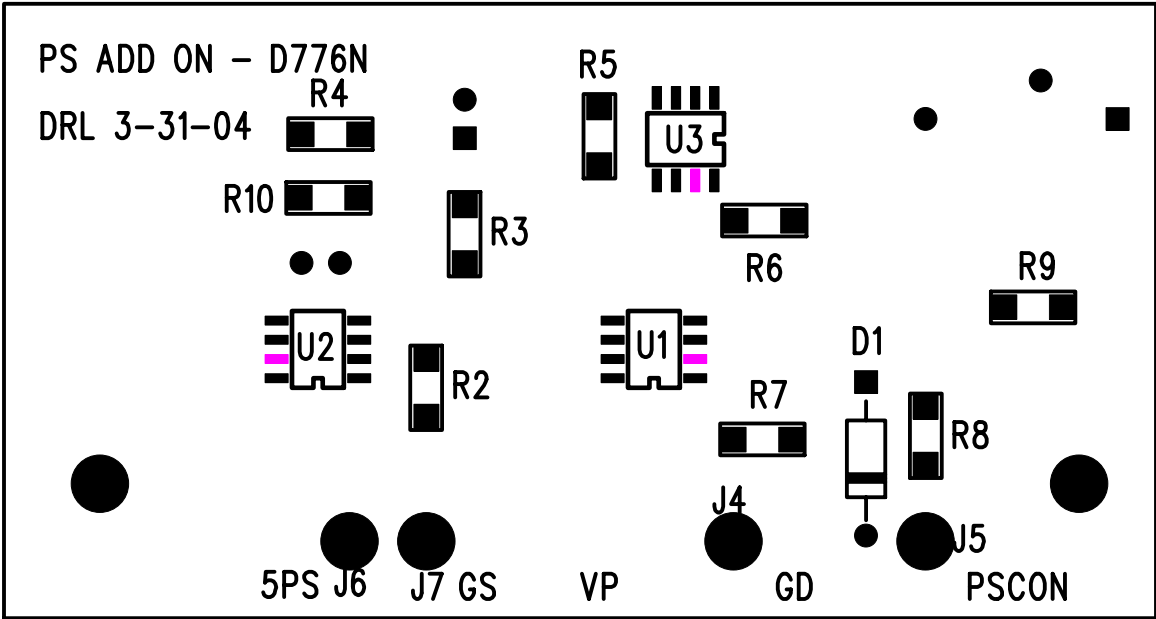 PS ADD ON - D776N
R5
R4
DRL 3-31-04
U3
R10
R3
R6
R9
U2
U1
D1
R2
R7
R8
J4
J5
5PS J6 J7 GS VP GD PSCON